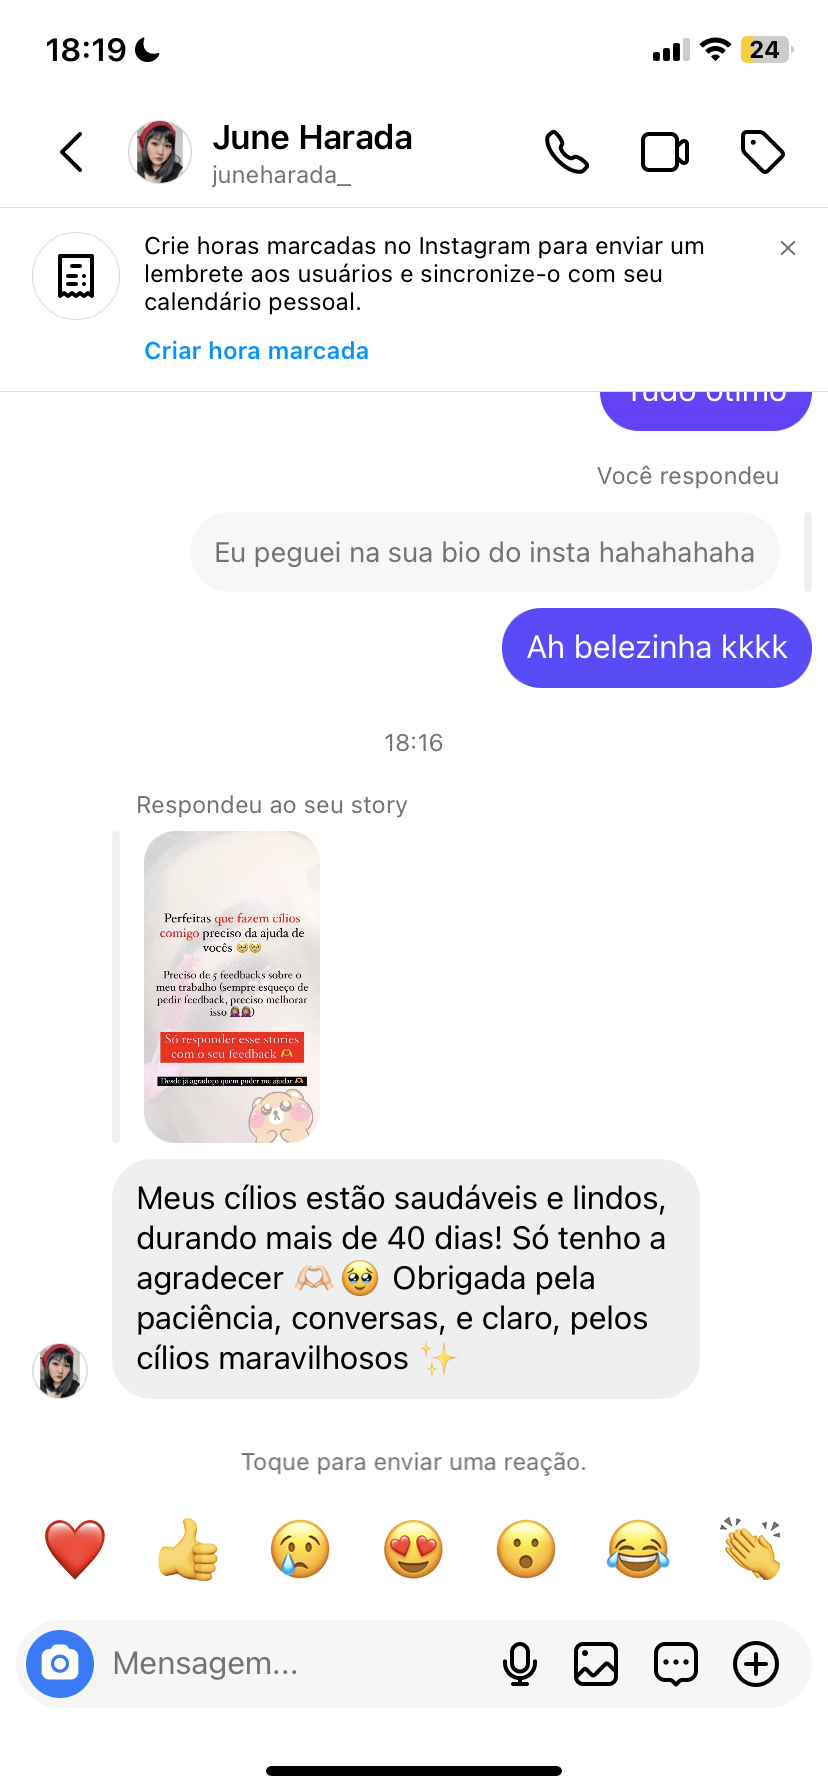 18:19
24
June Harada
juneharada_
Crie horas marcadas no Instagram para enviar um
lembrete aos usuários e sincronize-o com seu
calendário pessoal.
Criar hora marcada
Tudo ótimo
Você respondeu
Eu peguei na sua bio do insta hahahahaha
Ah belezinha kkkk
18:16
Respondeu ao seu story
Perfeitas que fazem cílios
comigo preciso da ajuda de
vocês 🥹🥹
Preciso de 5 feedbacks sobre o
meu trabalho (sempre esqueço de
pedir feedback, preciso melhorar
isso 🤦🏽‍♀️🤦🏽‍♀️)
Só responder esse stories
com o seu feedback 🫶
Desde já agradeço quem puder me ajudar 🫶
Meus cílios estão saudáveis e lindos,
durando mais de 40 dias! Só tenho a
agradecer 🫶🏻 🥹 Obrigada pela
paciência, conversas, e claro, pelos
cílios maravilhosos ✨
Toque para enviar uma reação.
Mensagem...